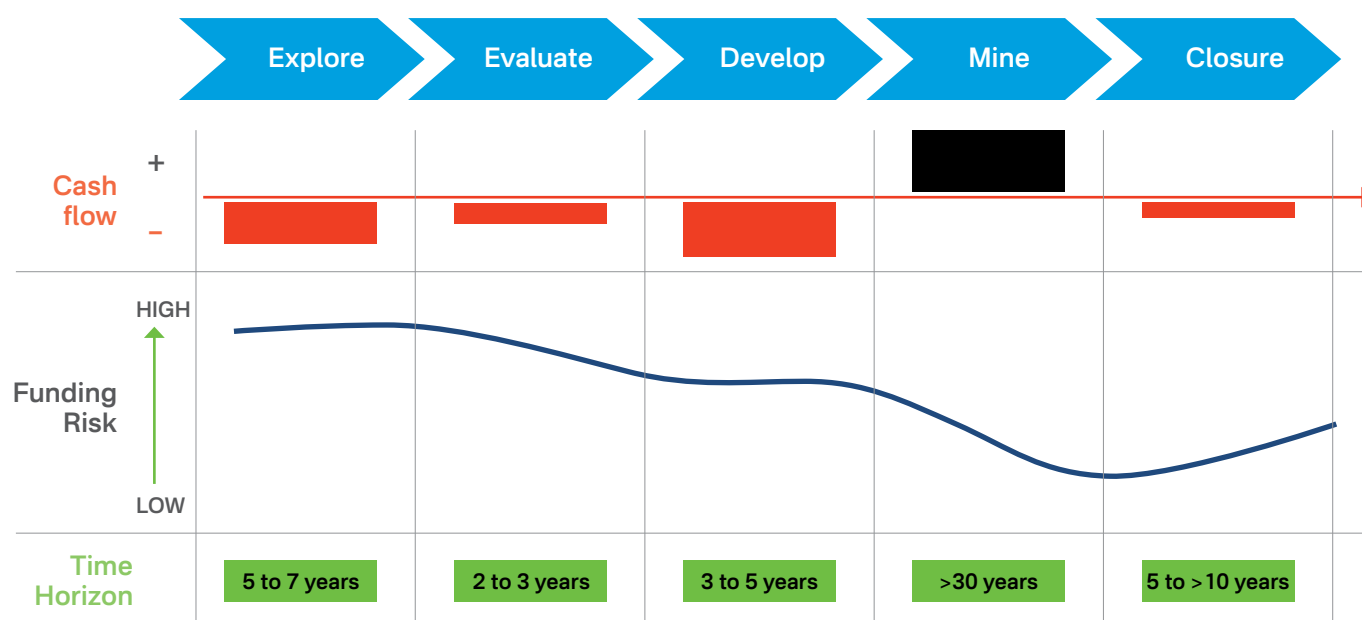 Explore
Evaluate
Develop
Mine
Closure
+
Cash
flow
–
HIGH
Funding
Risk
LOW
Time
Horizon
5 to 7 years
2 to 3 years
3 to 5 years
>30 years
5 to >10 years